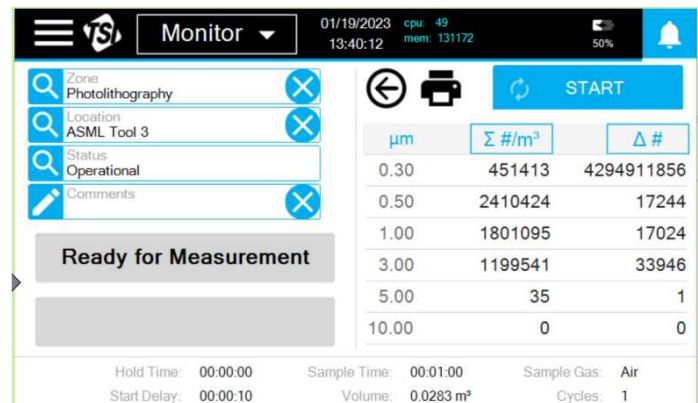 TSI Monitor 01/19/2023 cpu: 49
13:40:12 mem: 131172 50%
Zone
Photolithography
Location
ASML Tool 3
Status
Operational
Comments
Ready for Measurement
START
µm Σ #/m³ Δ #
0.30 451413 4294911856
0.50 2410424 17244
1.00 1801095 17024
3.00 1199541 33946
5.00 35 1
10.00 0 0
Hold Time: 00:00:00 Sample Time: 00:01:00 Sample Gas: Air
Start Delay: 00:00:10 Volume: 0.0283 m³ Cycles: 1